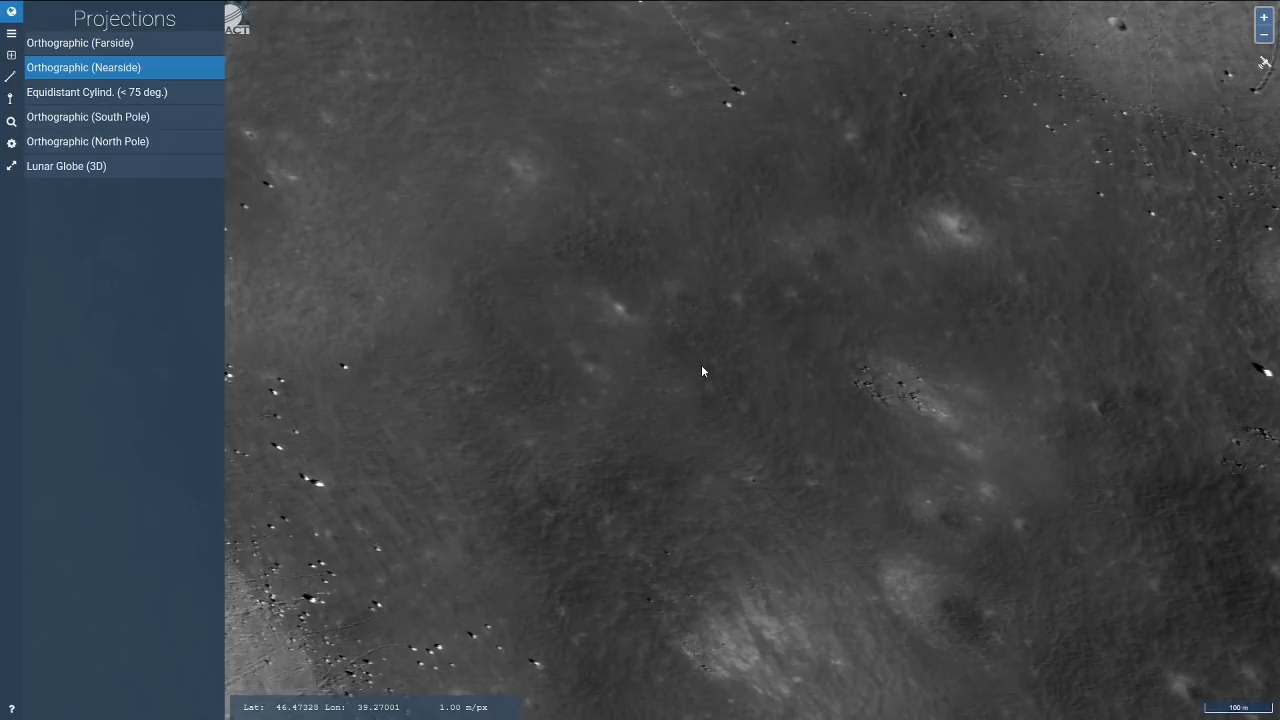 Projections
Orthographic (Farside)
Orthographic (Nearside)
Equidistant Cylind. (< 75 deg.)
Orthographic (South Pole)
Orthographic (North Pole)
Lunar Globe (3D)
ACT
+
−
?
Lat: 46.47328 Lon: 39.27001 1.00 m/px
100 m